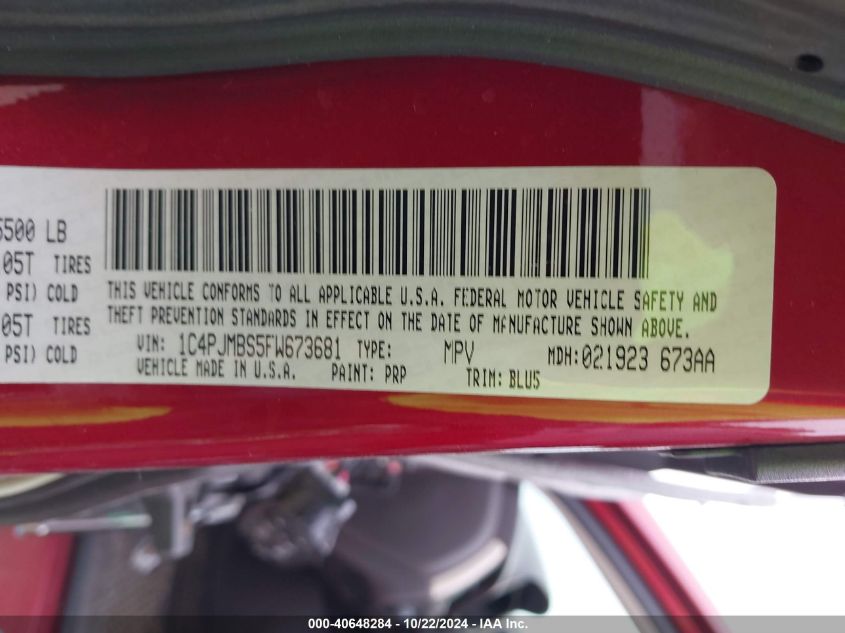 5500 LB
05T TIRES
PSI) COLD
05T TIRES
PSI) COLD
THIS VEHICLE CONFORMS TO ALL APPLICABLE U.S.A. FEDERAL MOTOR VEHICLE SAFETY AND
THEFT PREVENTION STANDARDS IN EFFECT ON THE DATE OF MANUFACTURE SHOWN ABOVE.
VIN: 1C4PJMBS5FW673681 TYPE: MPV MDH:021923 673AA
VEHICLE MADE IN U.S.A. PAINT: PRP TRIM: BLU5
000-40648284 - 10/22/2024 - IAA Inc.